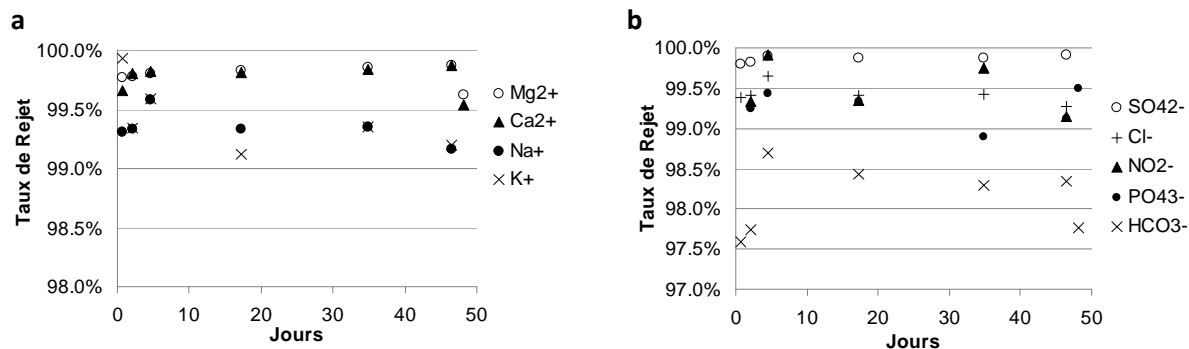 a
100.0%
99.5%
99.0%
98.5%
98.0%
Taux de Rejet
0 10 20 30 40 50
Jours
Mg2+
Ca2+
Na+
K+
b
100.0%
99.5%
99.0%
98.5%
98.0%
97.5%
97.0%
Taux de Rejet
0 10 20 30 40 50
Jours
SO42-
Cl-
NO2-
PO43-
HCO3-